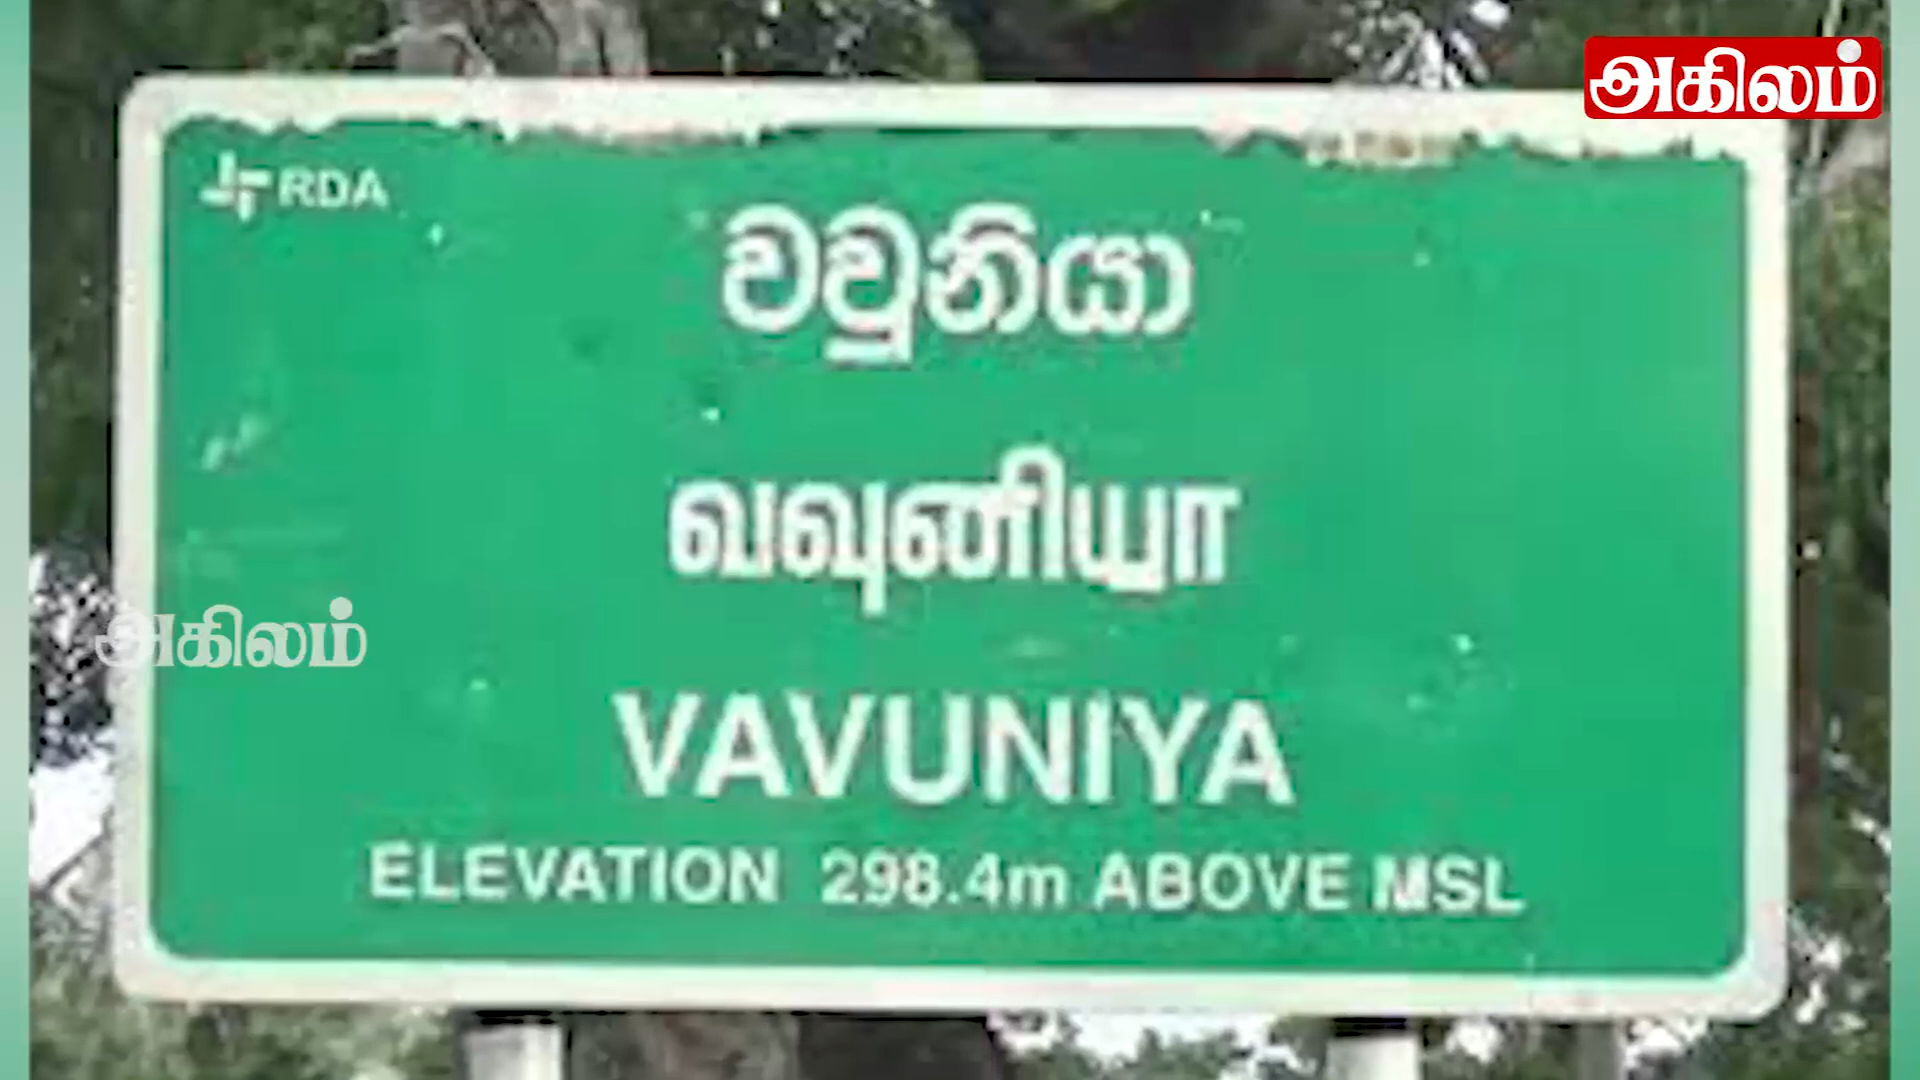 அகிலம்
RDA
වවුනියා
வவுனியா
அகிலம்
VAVUNIYA
ELEVATION 298.4m ABOVE MSL